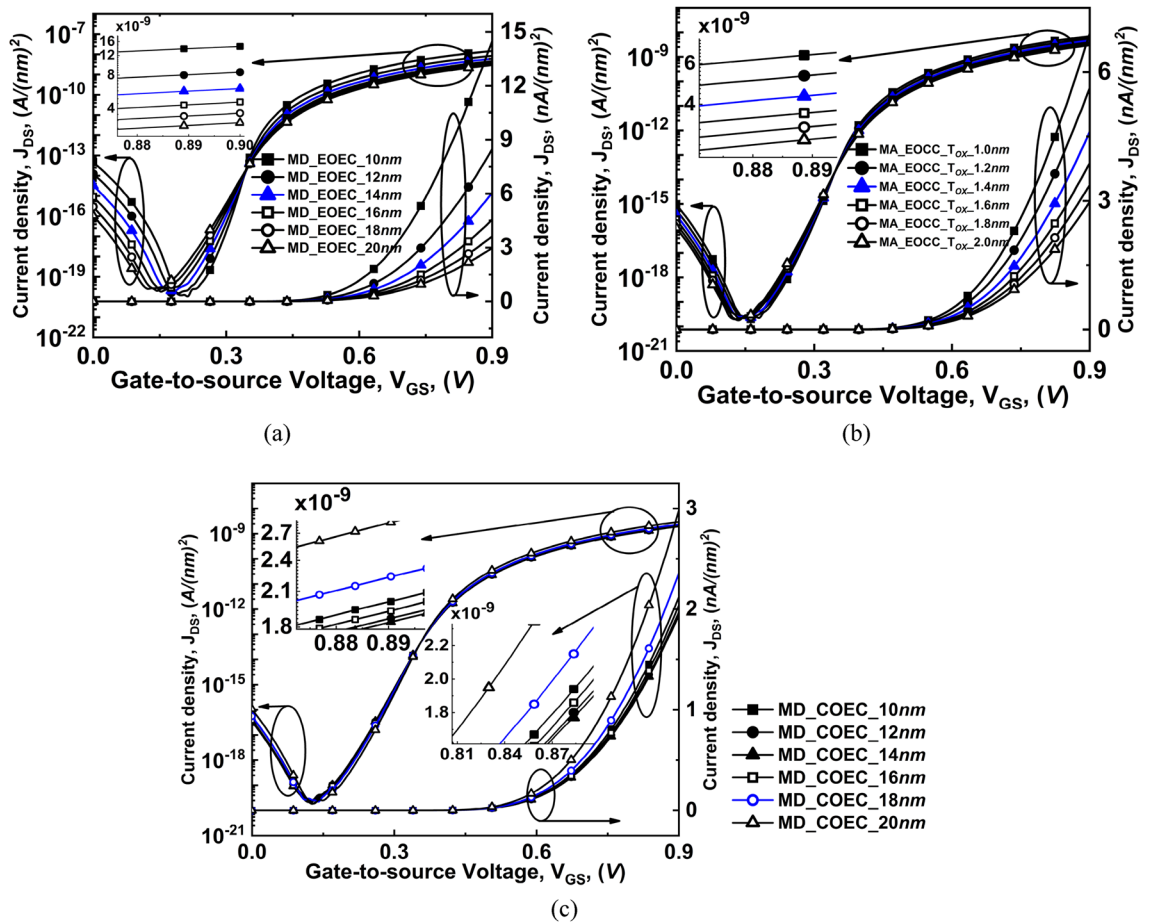 x10⁻⁹
16
12
8
4
0.88 0.89 0.90
10⁻⁷
10⁻¹⁰
10⁻¹³
10⁻¹⁶
10⁻¹⁹
10⁻²²
Current density, J_DS, (A/(nm)²)
MD_EOEC_10nm
MD_EOEC_12nm
MD_EOEC_14nm
MD_EOEC_16nm
MD_EOEC_18nm
MD_EOEC_20nm
15
12
9
6
3
0
Current density, J_DS, (nA/(nm)²)
0.0 0.3 0.6 0.9
Gate-to-source Voltage, V_GS, (V)
(a)
x10⁻⁹
6
4
0.88 0.89
10⁻⁶
10⁻⁹
10⁻¹²
10⁻¹⁵
10⁻¹⁸
10⁻²¹
Current density, J_DS, (A/(nm)²)
MA_EOCC_T_OX_1.0nm
MA_EOCC_T_OX_1.2nm
MA_EOCC_T_OX_1.4nm
MA_EOCC_T_OX_1.6nm
MA_EOCC_T_OX_1.8nm
MA_EOCC_T_OX_2.0nm
6
3
0
Current density, J_DS, (nA/(nm)²)
0.0 0.3 0.6 0.9
Gate-to-source Voltage, V_GS, (V)
(b)
x10⁻⁹
2.7
2.4
2.1
1.8
0.88 0.89
x10⁻⁹
2.2
2.0
1.8
0.81 0.84 0.87
10⁻⁹
10⁻¹²
10⁻¹⁵
10⁻¹⁸
10⁻²¹
Current density, J_DS, (A/(nm)²)
3
2
1
0
Current density, J_DS, (nA/(nm)²)
0.0 0.3 0.6 0.9
Gate-to-source Voltage, V_GS, (V)
MD_COEC_10nm
MD_COEC_12nm
MD_COEC_14nm
MD_COEC_16nm
MD_COEC_18nm
MD_COEC_20nm
(c)